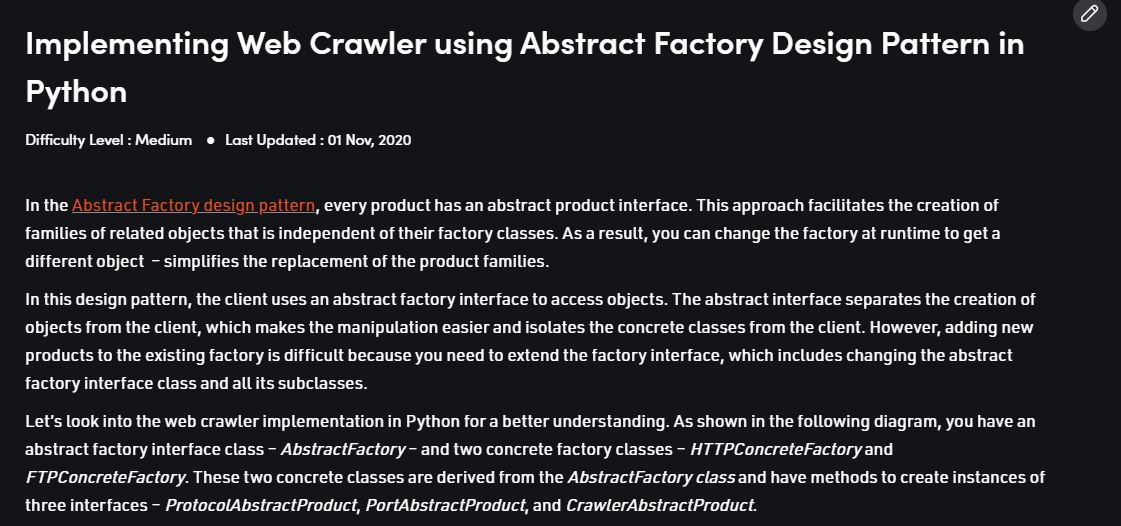 Implementing Web Crawler using Abstract Factory Design Pattern in
Python
Difficulty Level : Medium ● Last Updated : 01 Nov, 2020
In the Abstract Factory design pattern, every product has an abstract product interface. This approach facilitates the creation of
families of related objects that is independent of their factory classes. As a result, you can change the factory at runtime to get a
different object – simplifies the replacement of the product families.
In this design pattern, the client uses an abstract factory interface to access objects. The abstract interface separates the creation of
objects from the client, which makes the manipulation easier and isolates the concrete classes from the client. However, adding new
products to the existing factory is difficult because you need to extend the factory interface, which includes changing the abstract
factory interface class and all its subclasses.
Let's look into the web crawler implementation in Python for a better understanding. As shown in the following diagram, you have an
abstract factory interface class – AbstractFactory – and two concrete factory classes – HTTPConcreteFactory and
FTPConcreteFactory. These two concrete classes are derived from the AbstractFactory class and have methods to create instances of
three interfaces – ProtocolAbstractProduct, PortAbstractProduct, and CrawlerAbstractProduct.